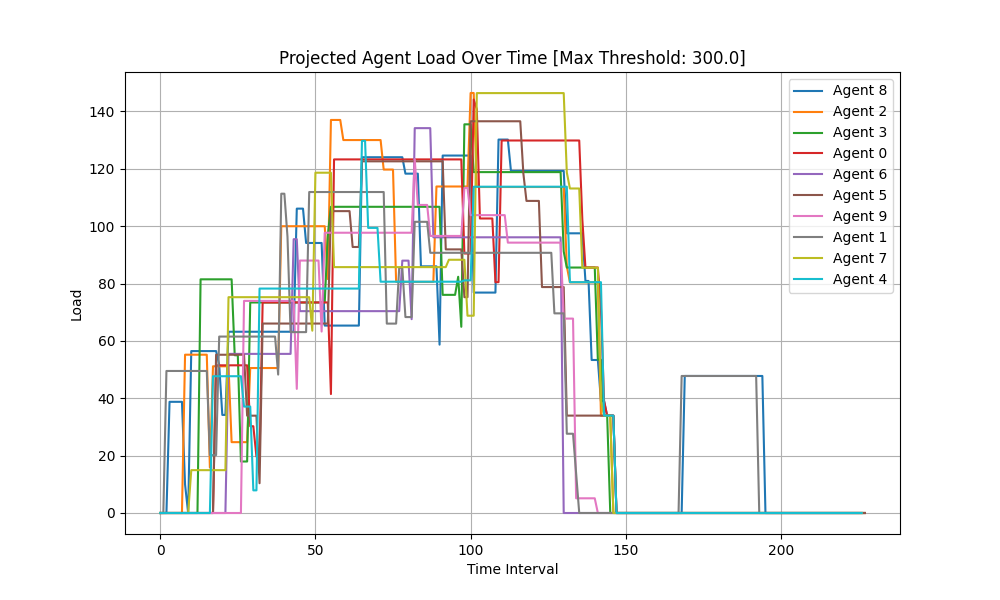 Projected Agent Load Over Time [Max Threshold: 300.0]
Load
140
120
100
80
60
40
20
0
0 50 100 150 200
Time Interval
Agent 8
Agent 2
Agent 3
Agent 0
Agent 6
Agent 5
Agent 9
Agent 1
Agent 7
Agent 4